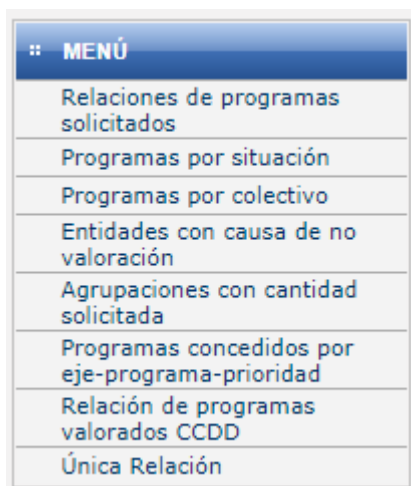 MENÚ
Relaciones de programas
solicitados
Programas por situación
Programas por colectivo
Entidades con causa de no
valoración
Agrupaciones con cantidad
solicitada
Programas concedidos por
eje-programa-prioridad
Relación de programas
valorados CCDD
Única Relación